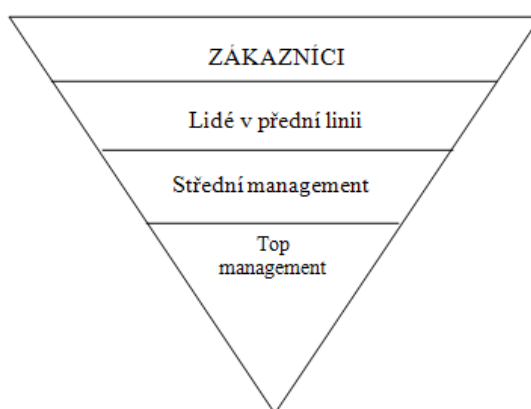 ZÁKAZNÍCI
Lidé v přední linii
Střední management
Top
management